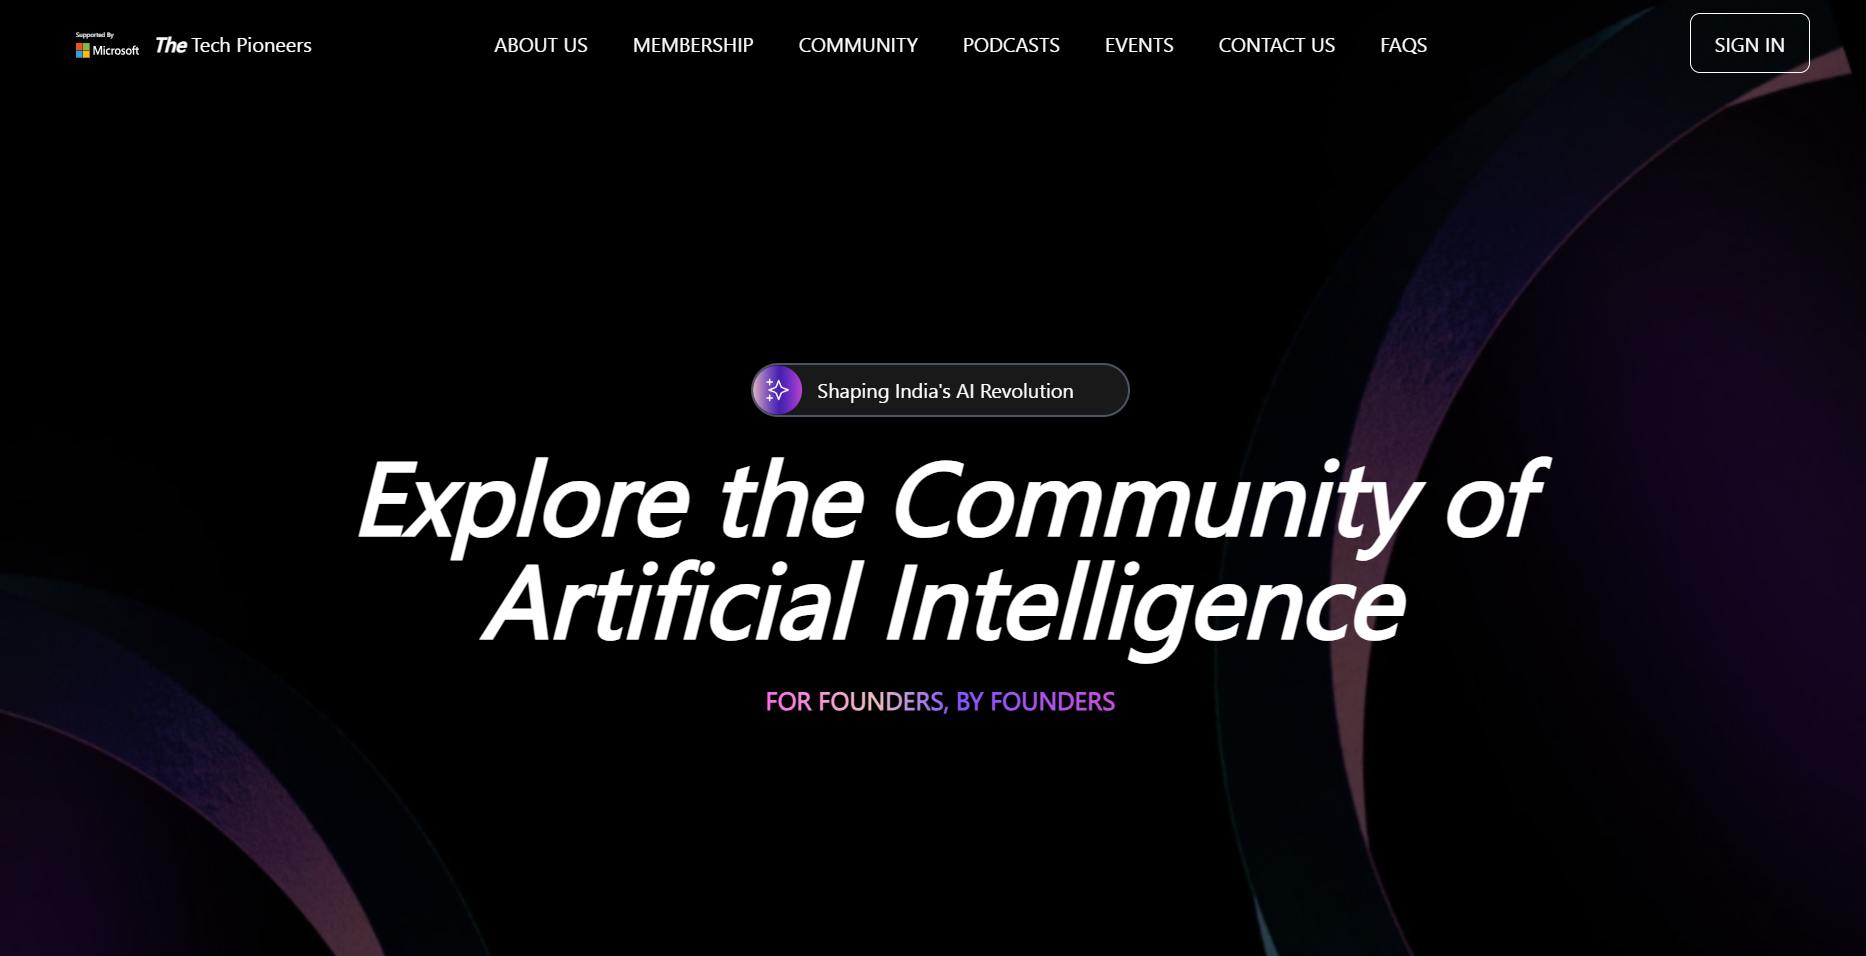 Supported By
Microsoft
The Tech Pioneers
ABOUT US
MEMBERSHIP
COMMUNITY
PODCASTS
EVENTS
CONTACT US
FAQS
SIGN IN
Shaping India's AI Revolution
Explore the Community of
Artificial Intelligence
FOR FOUNDERS, BY FOUNDERS